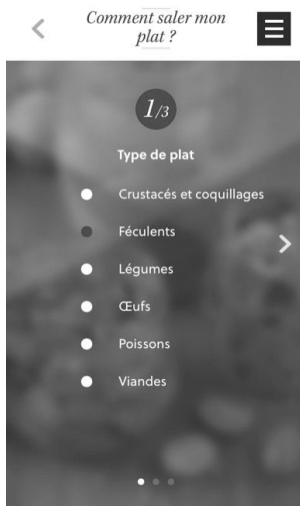 Comment saler mon
plat ?
1/3
Type de plat
Crustacés et coquillages
Féculents
Légumes
Œufs
Poissons
Viandes